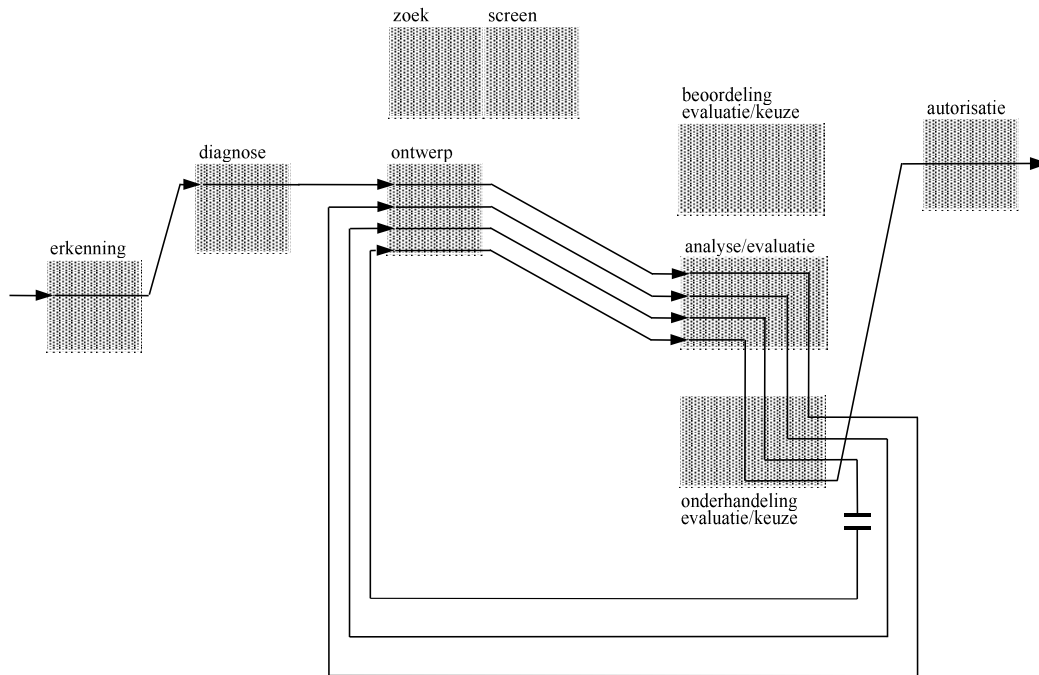 zoek
screen
beoordeling
evaluatie/keuze
autorisatie
diagnose
ontwerp
erkenning
analyse/evaluatie
onderhandeling
evaluatie/keuze